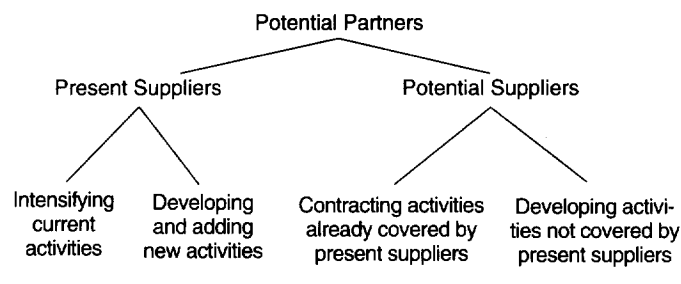 Potential Partners
Present Suppliers
Potential Suppliers
Intensifying
current
activities
Developing
and adding
new activities
Contracting activities
already covered by
present suppliers
Developing activi-
ties not covered by
present suppliers